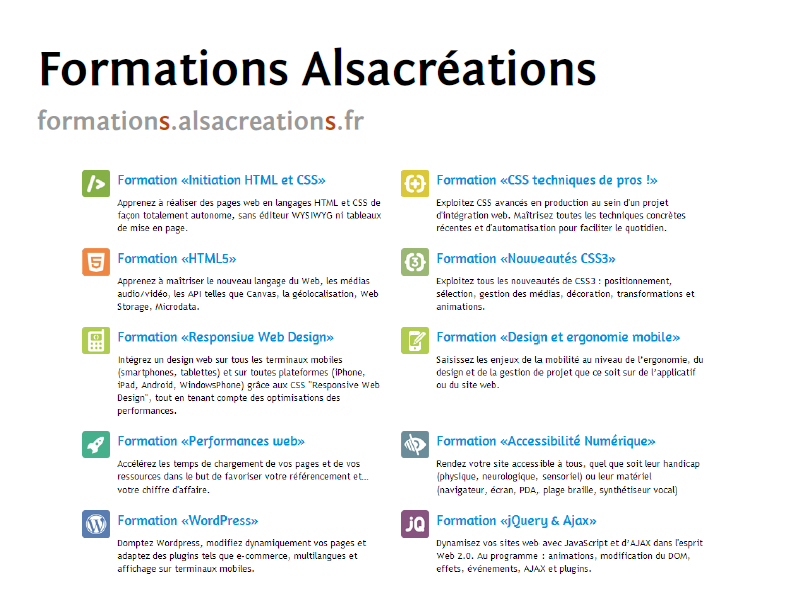 Formations Alsacréations
formations.alsacreations.fr
Formation «Initiation HTML et CSS»
Apprenez à réaliser des pages web en langages HTML et CSS de
façon totalement autonome, sans éditeur WYSIWYG ni tableaux
de mise en page.
Formation «CSS techniques de pros !»
Exploitez CSS avancés en production au sein d'un projet
d'intégration web. Maîtrisez toutes les techniques concrètes
récentes et d'automatisation pour faciliter le quotidien.
Formation «HTML5»
Apprenez à maîtriser le nouveau langage du Web, les médias
audio/vidéo, les API telles que Canvas, la géolocalisation, Web
Storage, Microdata.
Formation «Nouveautés CSS3»
Exploitez tous les nouveautés de CSS3 : positionnement,
sélection, gestion des médias, décoration, transformations et
animations.
Formation «Responsive Web Design»
Intégrez un design web sur tous les terminaux mobiles
(smartphones, tablettes) et sur toutes plateformes (iPhone,
iPad, Android, WindowsPhone) grâce aux CSS "Responsive Web
Design", tout en tenant compte des optimisations des
performances.
Formation «Design et ergonomie mobile»
Saisissez les enjeux de la mobilité au niveau de l'ergonomie, du
design et de la gestion de projet que ce soit sur de l'applicatif
ou du site web.
Formation «Performances web»
Accélérez les temps de chargement de vos pages et de vos
ressources dans le but de favoriser votre référencement et...
votre chiffre d'affaire.
Formation «Accessibilité Numérique»
Rendez votre site accessible à tous, quel que soit leur handicap
(physique, neurologique, sensoriel) ou leur matériel
(navigateur, écran, PDA, plage braille, synthétiseur vocal)
Formation «WordPress»
Domptez Wordpress, modifiez dynamiquement vos pages et
adaptez des plugins tels que e-commerce, multilangues et
affichage sur terminaux mobiles.
jQ
Formation «jQuery & Ajax»
Dynamisez vos sites web avec JavaScript et d'AJAX dans l'esprit
Web 2.0. Au programme : animations, modification du DOM,
effets, événements, AJAX et plugins.